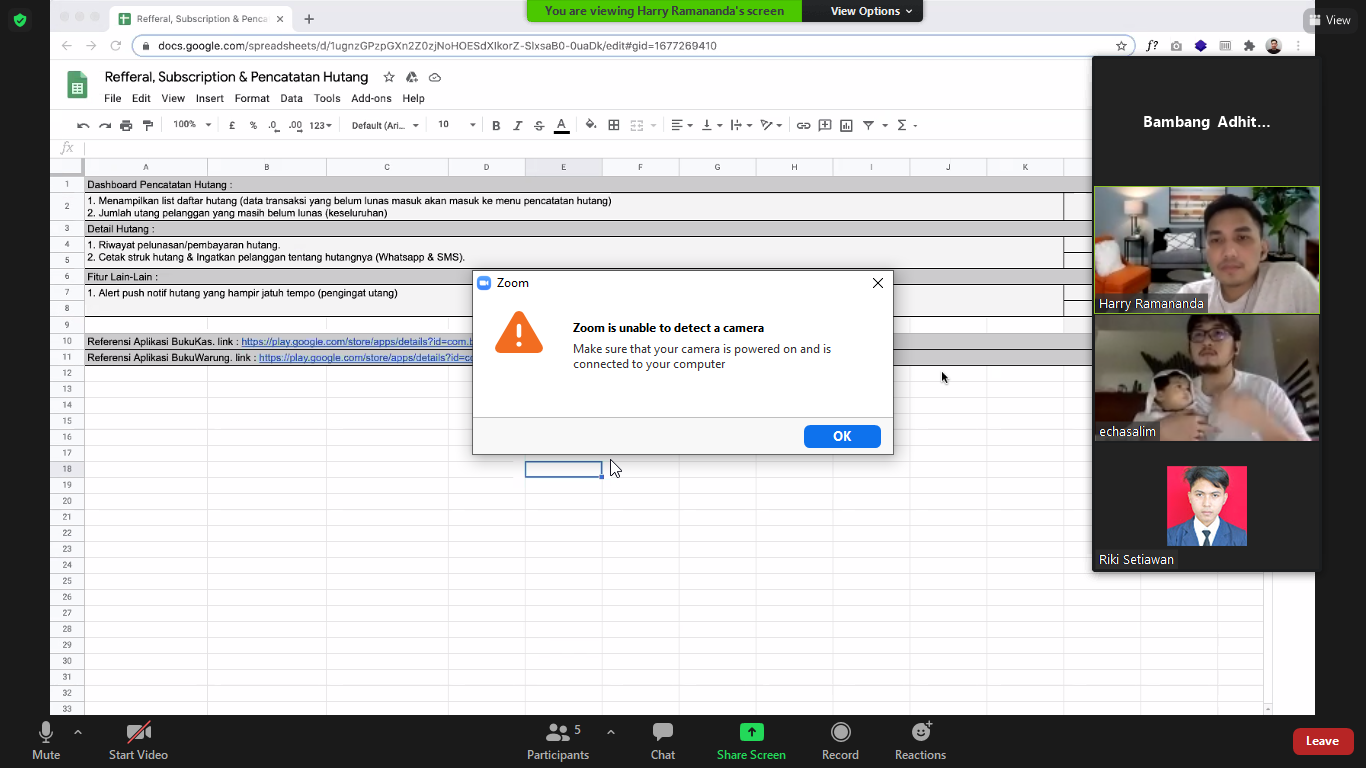 Refferal, Subscription & Penca
You are viewing Harry Ramananda's screen
View Options
View
docs.google.com/spreadsheets/d/1ugnzGPzpGXn2Z0zjNoHOESdXIkorZ-SIxsaB0-0uaDk/edit#gid=1677269410
f?
Refferal, Subscription & Pencatatan Hutang
File Edit View Insert Format Data Tools Add-ons Help
100% £ % .0 .00 123 Default (Ari... 10 B I S A
fx
A B C D E F G H I J K
1 Dashboard Pencatatan Hutang :
2 1. Menampilkan list daftar hutang (data transaksi yang belum lunas masuk akan masuk ke menu pencatatan hutang)
2. Jumlah utang pelanggan yang masih belum lunas (keseluruhan)
3 Detail Hutang :
4 1. Riwayat pelunasan/pembayaran hutang.
5 2. Cetak struk hutang & Ingatkan pelanggan tentang hutangnya (Whatsapp & SMS).
6 Fitur Lain-Lain :
7 1. Alert push notif hutang yang hampir jatuh tempo (pengingat utang)
8
9
10 Referensi Aplikasi BukuKas. link : https://play.google.com/store/apps/details?id=com.b
11 Referensi Aplikasi BukuWarung. link : https://play.google.com/store/apps/details?id=co
12
13
14
15
16
17
18
19
20
21
22
23
24
25
26
27
28
29
30
31
32
33
Zoom
Zoom is unable to detect a camera
Make sure that your camera is powered on and is
connected to your computer
OK
Bambang Adhit...
Harry Ramananda
echasalim
Riki Setiawan
Mute
Start Video
Participants 5
Chat
Share Screen
Record
Reactions
Leave